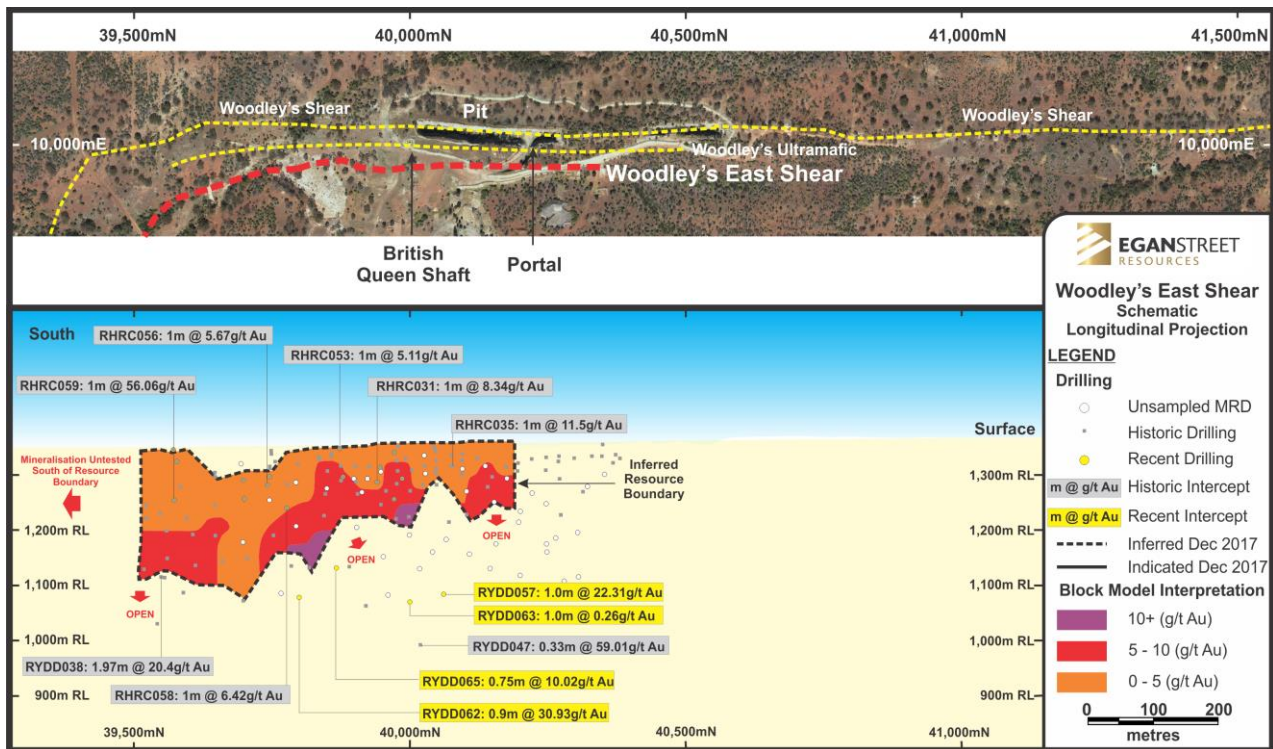 39,500mN 40,000mN 40,500mN 41,000mN 41,500mN
Woodley's Shear
Pit
Woodley's Shear
10,000mE
10,000mE
Woodley's Ultramafic
Woodley's East Shear
British
Queen Shaft
Portal
EGANSTREET
RESOURCES
Woodley's East Shear
Schematic
Longitudinal Projection
LEGEND
Drilling
Unsampled MRD
Historic Drilling
Recent Drilling
m @ g/t Au Historic Intercept
m @ g/t Au Recent Intercept
Inferred Dec 2017
Indicated Dec 2017
Block Model Interpretation
10+ (g/t Au)
5 - 10 (g/t Au)
0 - 5 (g/t Au)
0 100 200
metres
South
RHRC056: 1m @ 5.67g/t Au
RHRC053: 1m @ 5.11g/t Au
RHRC059: 1m @ 56.06g/t Au
RHRC031: 1m @ 8.34g/t Au
RHRC035: 1m @ 11.5g/t Au
Surface
Mineralisation Untested
South of Resource
Boundary
Inferred
Resource
Boundary
1,300m RL
1,200m RL
1,200m RL
OPEN
OPEN
1,100m RL
1,100m RL
OPEN
RYDD057: 1.0m @ 22.31g/t Au
RYDD063: 1.0m @ 0.26g/t Au
1,000m RL
1,000m RL
RYDD047: 0.33m @ 59.01g/t Au
RYDD038: 1.97m @ 20.4g/t Au
RYDD065: 0.75m @ 10.02g/t Au
900m RL
RHRC058: 1m @ 6.42g/t Au
900m RL
RYDD062: 0.9m @ 30.93g/t Au
39,500mN 40,000mN 40,500mN 41,000mN